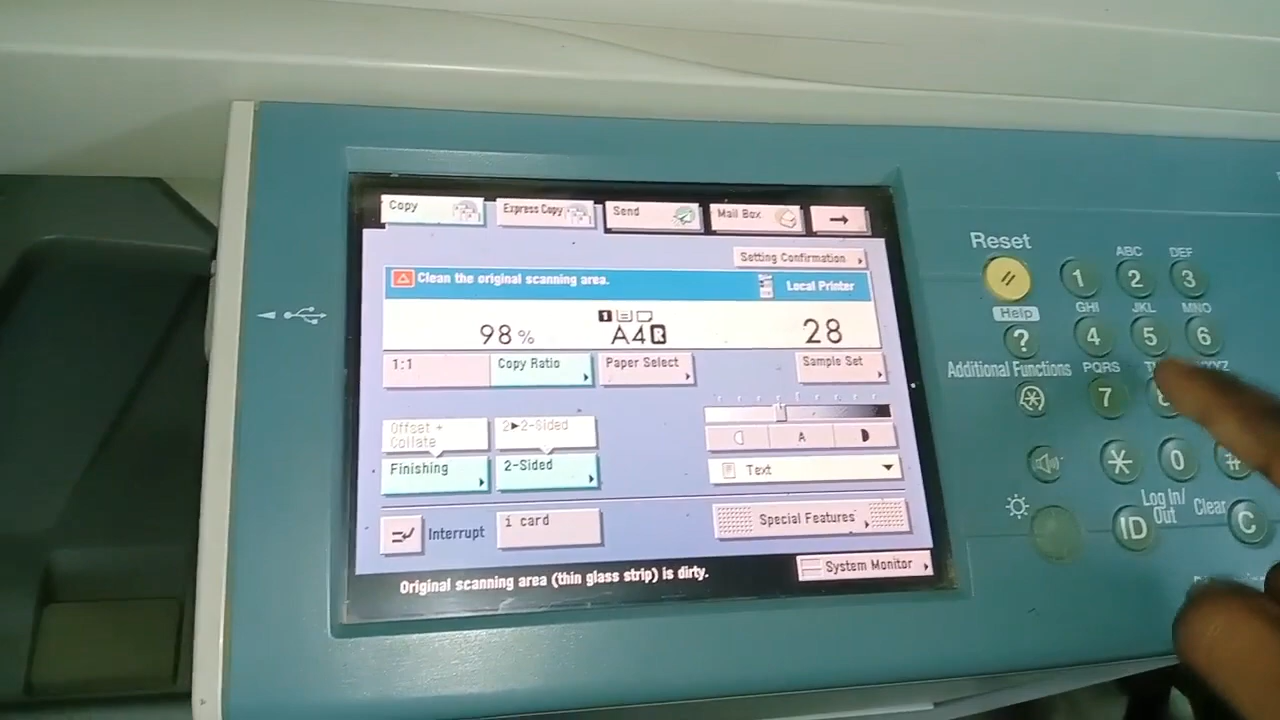 Copy
Express Copy
Send
Mail Box
Setting Confirmation
Clean the original scanning area.
Local Printer
98 %
1
A4R
28
1:1
Copy Ratio
Paper Select
Sample Set
Offset +
Collate
2▶2-Sided
Finishing
2-Sided
A
Text
Interrupt
i card
Special Features
System Monitor
Original scanning area (thin glass strip) is dirty.
Reset
Help
?
Additional Functions
1
ABC
2
DEF
3
GHI
4
JKL
5
MNO
6
PQRS
7
*
0
#
Log In/
Out
ID
Clear
C